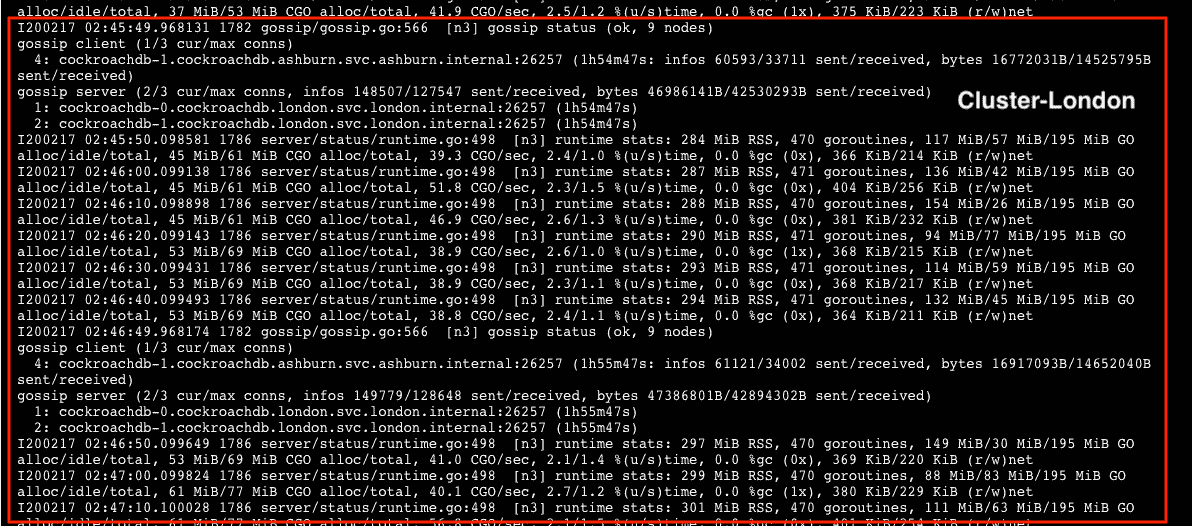 alloc/idle/total, 37 MiB/53 MiB CGO alloc/total, 41.9 CGO/sec, 2.5/1.2 %(u/s)time, 0.0 %gc (1x), 375 KiB/223 KiB (r/w)net
I200217 02:45:49.968131 1782 gossip/gossip.go:566  [n3] gossip status (ok, 9 nodes)
gossip client (1/3 cur/max conns)
  4: cockroachdb-1.cockroachdb.ashburn.svc.ashburn.internal:26257 (1h54m47s: infos 60593/33711 sent/received, bytes 16772031B/14525795B
sent/received)
gossip server (2/3 cur/max conns, infos 148507/127547 sent/received, bytes 46986141B/42530293B sent/received)
Cluster-London
  1: cockroachdb-0.cockroachdb.london.svc.london.internal:26257 (1h54m47s)
  2: cockroachdb-1.cockroachdb.london.svc.london.internal:26257 (1h54m47s)
I200217 02:45:50.098581 1786 server/status/runtime.go:498  [n3] runtime stats: 284 MiB RSS, 470 goroutines, 117 MiB/57 MiB/195 MiB GO
alloc/idle/total, 45 MiB/61 MiB CGO alloc/total, 39.3 CGO/sec, 2.4/1.0 %(u/s)time, 0.0 %gc (0x), 366 KiB/214 KiB (r/w)net
I200217 02:46:00.099138 1786 server/status/runtime.go:498  [n3] runtime stats: 287 MiB RSS, 471 goroutines, 136 MiB/42 MiB/195 MiB GO
alloc/idle/total, 45 MiB/61 MiB CGO alloc/total, 51.8 CGO/sec, 2.3/1.5 %(u/s)time, 0.0 %gc (0x), 404 KiB/256 KiB (r/w)net
I200217 02:46:10.098898 1786 server/status/runtime.go:498  [n3] runtime stats: 288 MiB RSS, 470 goroutines, 154 MiB/26 MiB/195 MiB GO
alloc/idle/total, 45 MiB/61 MiB CGO alloc/total, 46.9 CGO/sec, 2.6/1.3 %(u/s)time, 0.0 %gc (0x), 381 KiB/232 KiB (r/w)net
I200217 02:46:20.099143 1786 server/status/runtime.go:498  [n3] runtime stats: 290 MiB RSS, 471 goroutines, 94 MiB/77 MiB/195 MiB GO
alloc/idle/total, 53 MiB/69 MiB CGO alloc/total, 38.9 CGO/sec, 2.6/1.0 %(u/s)time, 0.0 %gc (1x), 368 KiB/215 KiB (r/w)net
I200217 02:46:30.099431 1786 server/status/runtime.go:498  [n3] runtime stats: 293 MiB RSS, 471 goroutines, 114 MiB/59 MiB/195 MiB GO
alloc/idle/total, 53 MiB/69 MiB CGO alloc/total, 38.9 CGO/sec, 2.3/1.1 %(u/s)time, 0.0 %gc (0x), 368 KiB/217 KiB (r/w)net
I200217 02:46:40.099493 1786 server/status/runtime.go:498  [n3] runtime stats: 294 MiB RSS, 471 goroutines, 132 MiB/45 MiB/195 MiB GO
alloc/idle/total, 53 MiB/69 MiB CGO alloc/total, 38.8 CGO/sec, 2.4/1.1 %(u/s)time, 0.0 %gc (0x), 364 KiB/211 KiB (r/w)net
I200217 02:46:49.968174 1782 gossip/gossip.go:566  [n3] gossip status (ok, 9 nodes)
gossip client (1/3 cur/max conns)
  4: cockroachdb-1.cockroachdb.ashburn.svc.ashburn.internal:26257 (1h55m47s: infos 61121/34002 sent/received, bytes 16917093B/14652040B
sent/received)
gossip server (2/3 cur/max conns, infos 149779/128648 sent/received, bytes 47386801B/42894302B sent/received)
  1: cockroachdb-0.cockroachdb.london.svc.london.internal:26257 (1h55m47s)
  2: cockroachdb-1.cockroachdb.london.svc.london.internal:26257 (1h55m47s)
I200217 02:46:50.099649 1786 server/status/runtime.go:498  [n3] runtime stats: 297 MiB RSS, 470 goroutines, 149 MiB/30 MiB/195 MiB GO
alloc/idle/total, 53 MiB/69 MiB CGO alloc/total, 41.0 CGO/sec, 2.1/1.4 %(u/s)time, 0.0 %gc (0x), 369 KiB/220 KiB (r/w)net
I200217 02:47:00.099824 1786 server/status/runtime.go:498  [n3] runtime stats: 299 MiB RSS, 470 goroutines, 88 MiB/83 MiB/195 MiB GO
alloc/idle/total, 61 MiB/77 MiB CGO alloc/total, 40.1 CGO/sec, 2.7/1.2 %(u/s)time, 0.0 %gc (1x), 380 KiB/229 KiB (r/w)net
I200217 02:47:10.100028 1786 server/status/runtime.go:498  [n3] runtime stats: 301 MiB RSS, 470 goroutines, 111 MiB/63 MiB/195 MiB GO